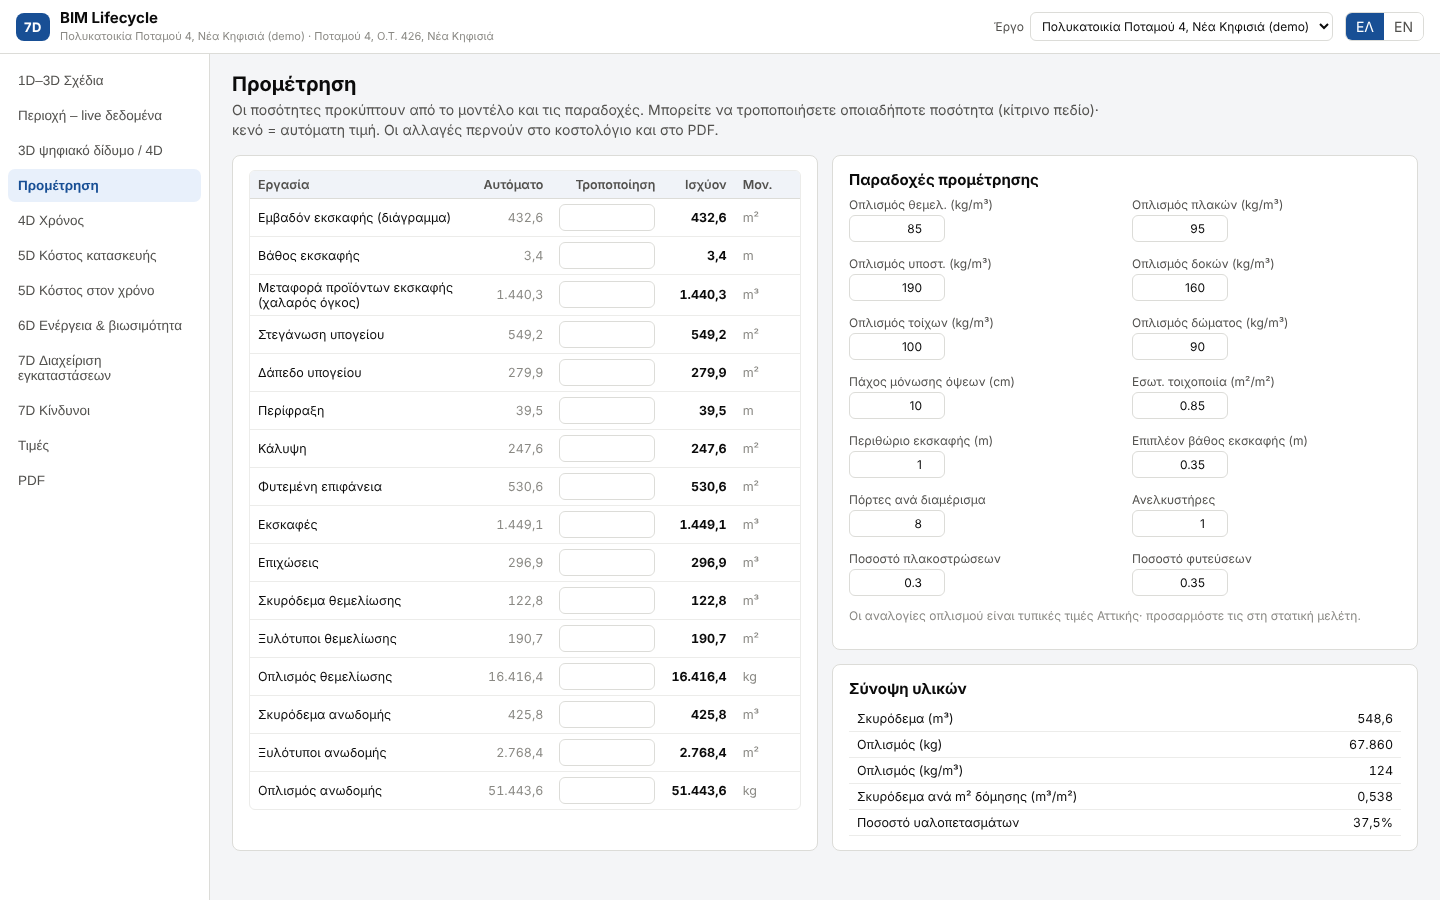 7D
BIM Lifecycle
Πολυκατοικία Ποταμού 4, Νέα Κηφισιά (demo) · Ποταμού 4, Ο.Τ. 426, Νέα Κηφισιά
Έργο
Πολυκατοικία Ποταμού 4, Νέα Κηφισιά (demo)
ΕΛ
EN
1D–3D Σχέδια
Περιοχή – live δεδομένα
3D ψηφιακό δίδυμο / 4D
Προμέτρηση
4D Χρόνος
5D Κόστος κατασκευής
5D Κόστος στον χρόνο
6D Ενέργεια & βιωσιμότητα
7D Διαχείριση
εγκαταστάσεων
7D Κίνδυνοι
Τιμές
PDF
Προμέτρηση
Οι ποσότητες προκύπτουν από το μοντέλο και τις παραδοχές. Μπορείτε να τροποποιήσετε οποιαδήποτε ποσότητα (κίτρινο πεδίο)·
κενό = αυτόματη τιμή. Οι αλλαγές περνούν στο κοστολόγιο και στο PDF.
Εργασία Αυτόματο Τροποποίηση Ισχύον Μον.
Εμβαδόν εκσκαφής (διάγραμμα) 432,6 432,6 m²
Βάθος εκσκαφής 3,4 3,4 m
Μεταφορά προϊόντων εκσκαφής
(χαλαρός όγκος) 1.440,3 1.440,3 m³
Στεγάνωση υπογείου 549,2 549,2 m²
Δάπεδο υπογείου 279,9 279,9 m²
Περίφραξη 39,5 39,5 m
Κάλυψη 247,6 247,6 m²
Φυτεμένη επιφάνεια 530,6 530,6 m²
Εκσκαφές 1.449,1 1.449,1 m³
Επιχώσεις 296,9 296,9 m³
Σκυρόδεμα θεμελίωσης 122,8 122,8 m³
Ξυλότυποι θεμελίωσης 190,7 190,7 m²
Οπλισμός θεμελίωσης 16.416,4 16.416,4 kg
Σκυρόδεμα ανωδομής 425,8 425,8 m³
Ξυλότυποι ανωδομής 2.768,4 2.768,4 m²
Οπλισμός ανωδομής 51.443,6 51.443,6 kg
Παραδοχές προμέτρησης
Οπλισμός θεμελ. (kg/m³) Οπλισμός πλακών (kg/m³)
85 95
Οπλισμός υποστ. (kg/m³) Οπλισμός δοκών (kg/m³)
190 160
Οπλισμός τοίχων (kg/m³) Οπλισμός δώματος (kg/m³)
100 90
Πάχος μόνωσης όψεων (cm) Εσωτ. τοιχοποιία (m²/m²)
10 0.85
Περιθώριο εκσκαφής (m) Επιπλέον βάθος εκσκαφής (m)
1 0.35
Πόρτες ανά διαμέρισμα Ανελκυστήρες
8 1
Ποσοστό πλακοστρώσεων Ποσοστό φυτεύσεων
0.3 0.35
Οι αναλογίες οπλισμού είναι τυπικές τιμές Αττικής· προσαρμόστε τις στη στατική μελέτη.
Σύνοψη υλικών
Σκυρόδεμα (m³) 548,6
Οπλισμός (kg) 67.860
Οπλισμός (kg/m³) 124
Σκυρόδεμα ανά m² δόμησης (m³/m²) 0,538
Ποσοστό υαλοπετασμάτων 37,5%